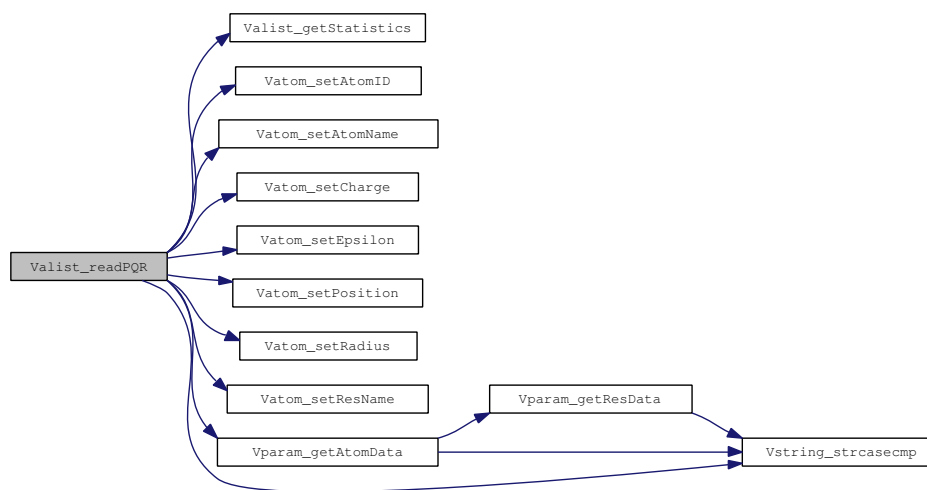 Valist_getStatistics
Vatom_setAtomID
Vatom_setAtomName
Vatom_setCharge
Vatom_setEpsilon
Valist_readPQR
Vatom_setPosition
Vatom_setRadius
Vatom_setResName
Vparam_getResData
Vparam_getAtomData
Vstring_strcasecmp